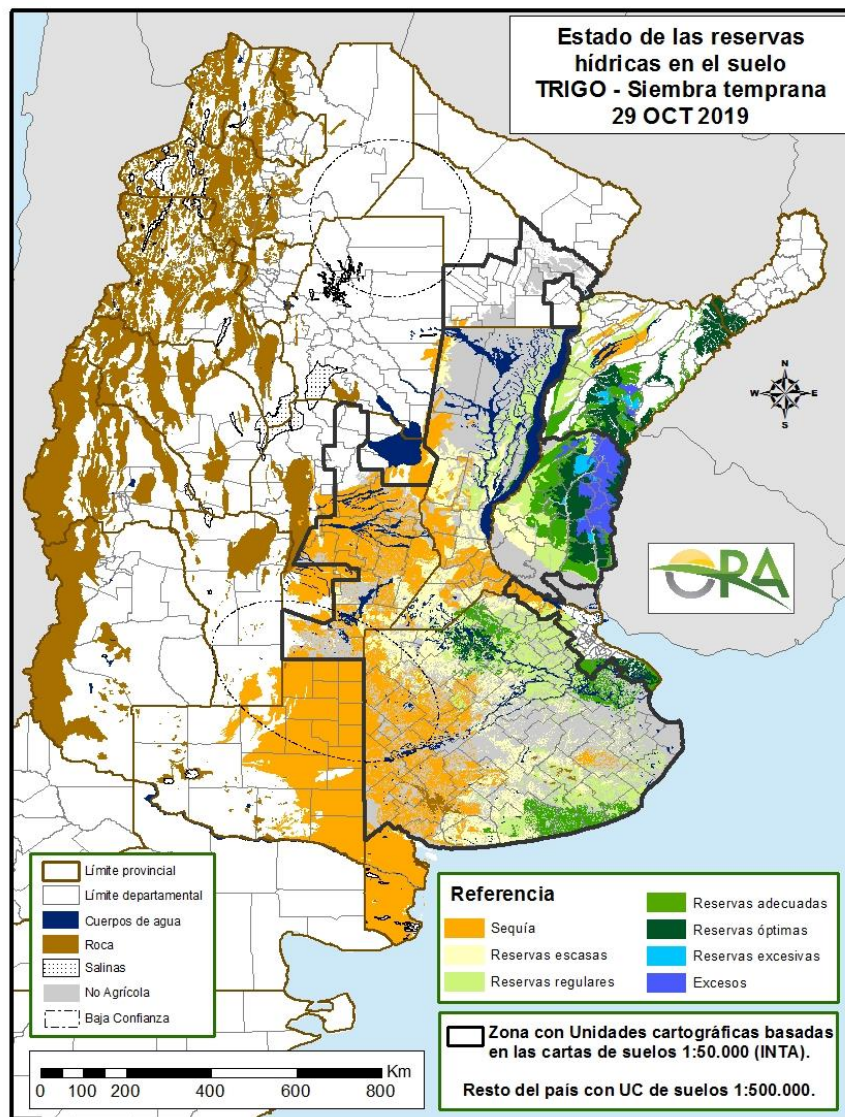 Estado de las reservas
hídricas en el suelo
TRIGO - Siembra temprana
29 OCT 2019
N
W
E
S
ORA
Límite provincial
Límite departamental
Cuerpos de agua
Roca
Salinas
No Agrícola
Baja Confianza
Referencia
Sequía
Reservas escasas
Reservas regulares
Reservas adecuadas
Reservas óptimas
Reservas excesivas
Excesos
Km
0 100 200 400 600 800
Zona con Unidades cartográficas basadas
en las cartas de suelos 1:50.000 (INTA).
Resto del país con UC de suelos 1:500.000.